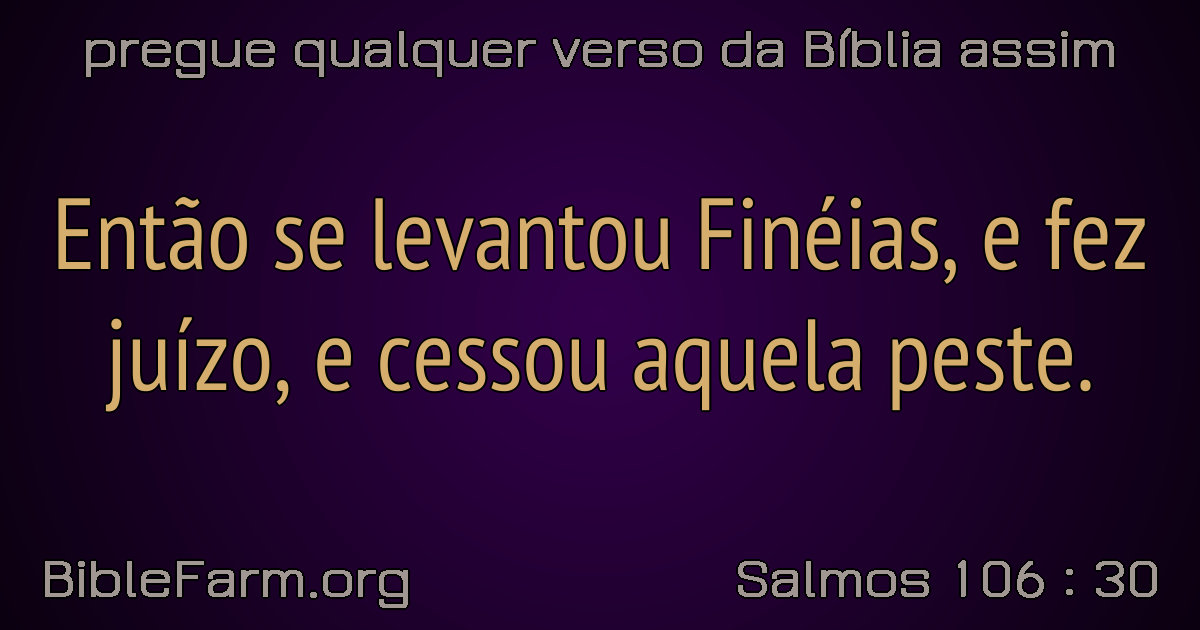 pregue qualquer verso da Bíblia assim
Então se levantou Finéias, e fez
juízo, e cessou aquela peste.
BibleFarm.org
Salmos 106 : 30